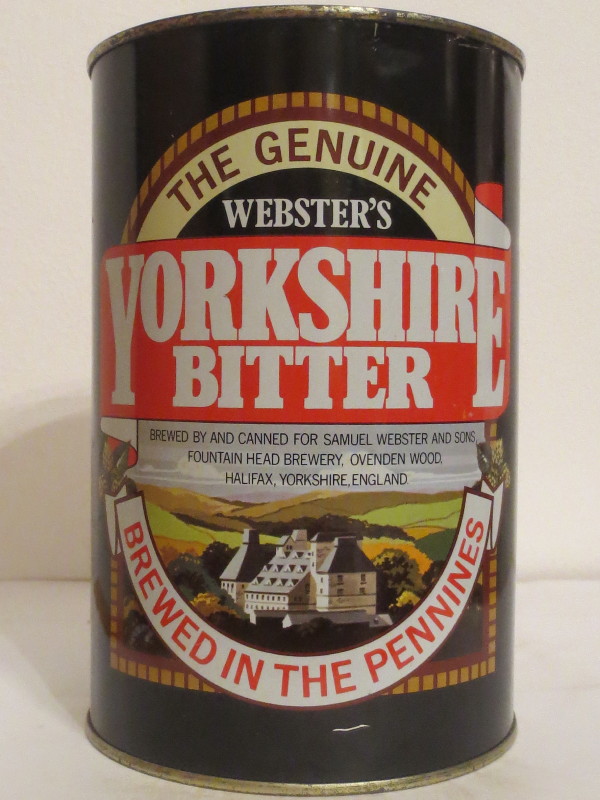 THE GENUINE
WEBSTER'S
YORKSHIRE
BITTER
BREWED BY AND CANNED FOR SAMUEL WEBSTER AND SONS,
FOUNTAIN HEAD BREWERY, OVENDEN WOOD,
HALIFAX, YORKSHIRE, ENGLAND.
BREWED IN THE PENNINES